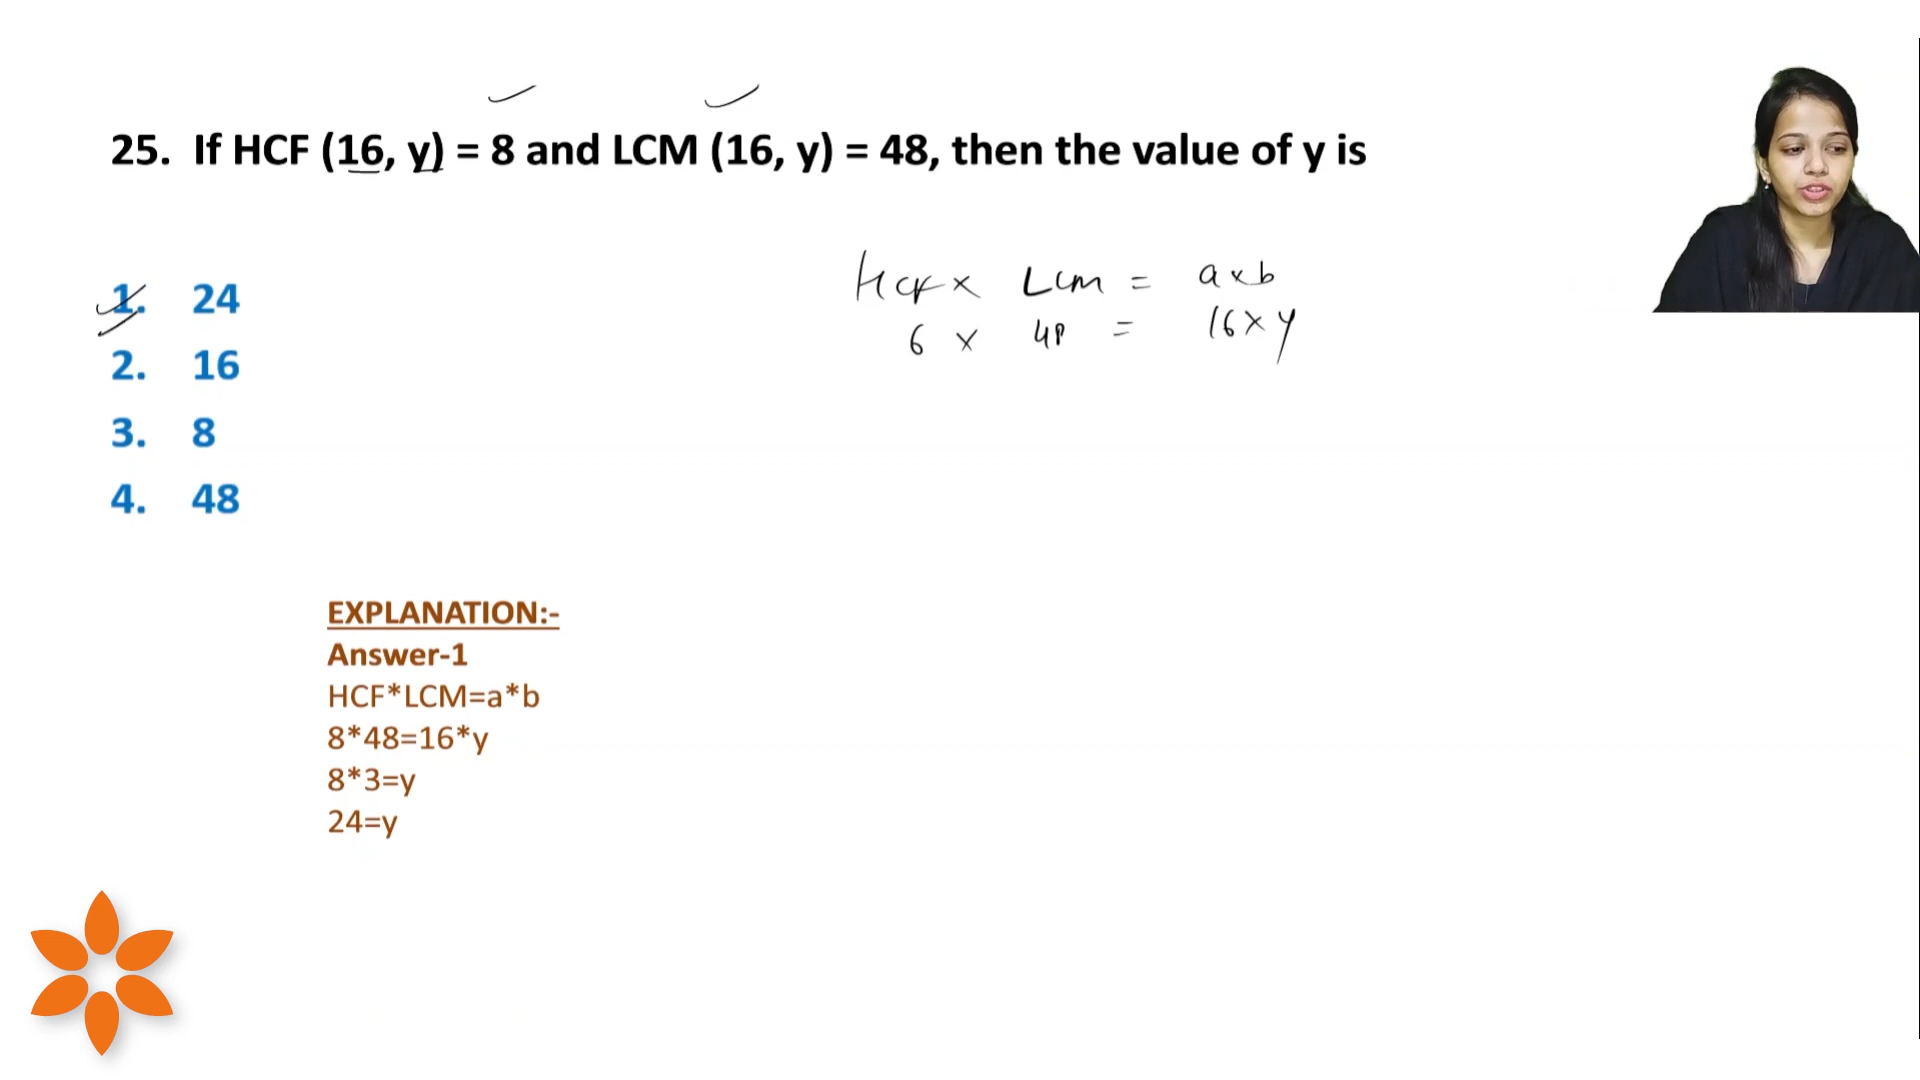 25. If HCF (16, y) = 8 and LCM (16, y) = 48, then the value of y is
HCF x LCM = a x b
6 x 48 = 16 x y
1. 24
2. 16
3. 8
4. 48
EXPLANATION:-
Answer-1
HCF*LCM=a*b
8*48=16*y
8*3=y
24=y